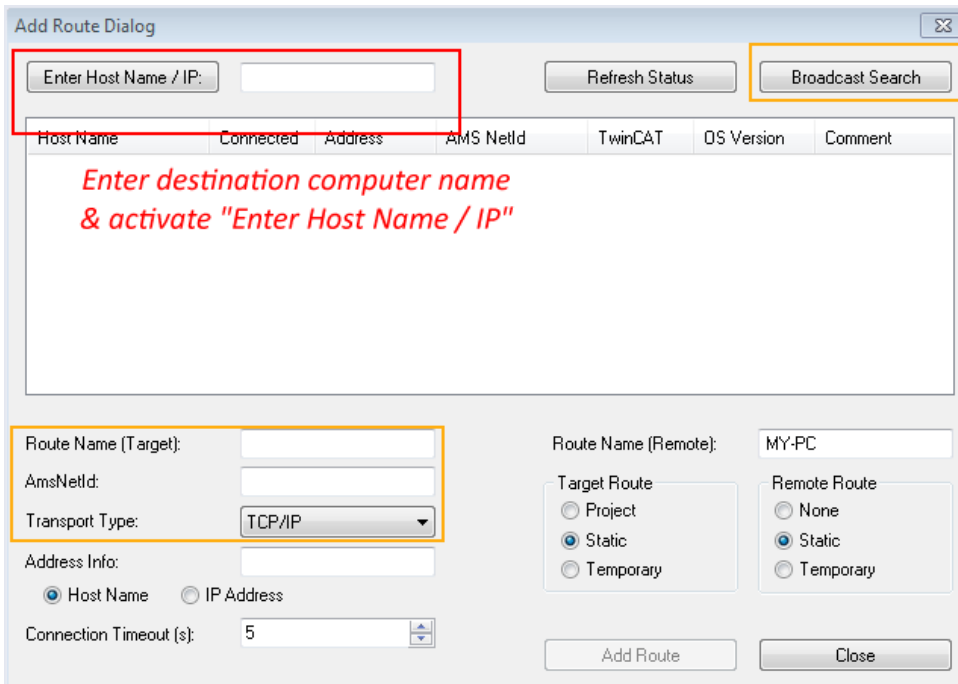 Add Route Dialog
Enter Host Name / IP:
Refresh Status
Broadcast Search
Host Name Connected Address AMS NetId TwinCAT OS Version Comment
Enter destination computer name
& activate "Enter Host Name / IP"
Route Name (Target):
Route Name (Remote): MY-PC
AmsNetId:
Target Route
Remote Route
Transport Type: TCP/IP
Project
None
Static
Static
Address Info:
Temporary
Temporary
Host Name IP Address
Connection Timeout (s): 5
Add Route
Close